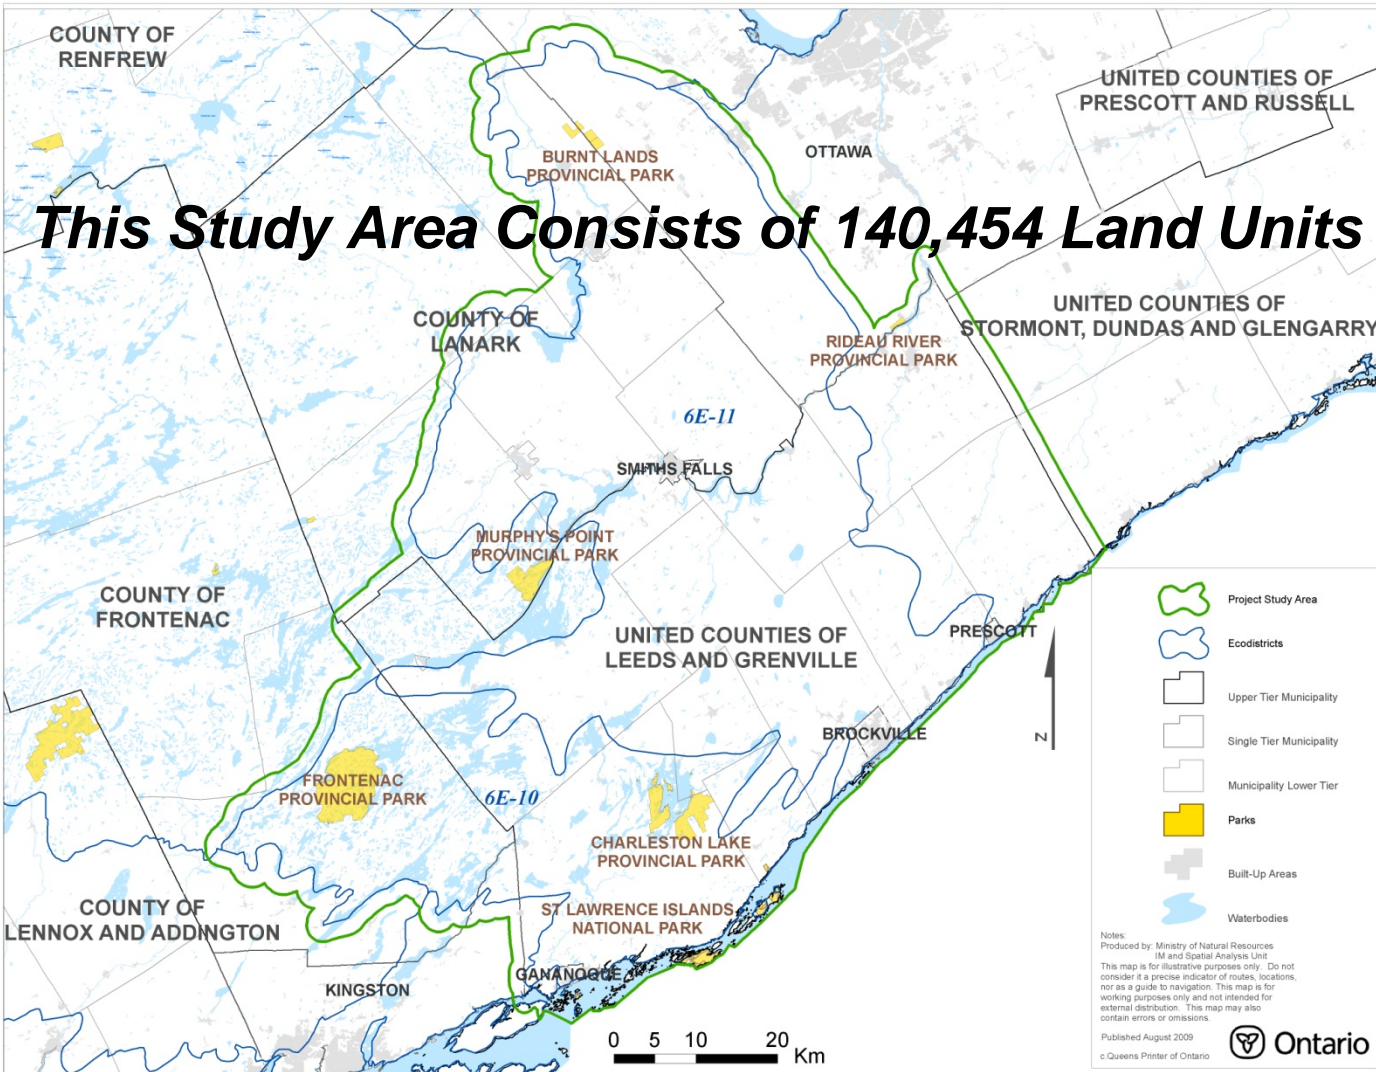 COUNTY OF
RENFREW
UNITED COUNTIES OF
PRESCOTT AND RUSSELL
OTTAWA
BURNT LANDS
PROVINCIAL PARK
This Study Area Consists of 140,454 Land Units
UNITED COUNTIES OF
STORMONT, DUNDAS AND GLENGARRY
COUNTY OF
LANARK
RIDEAU RIVER
PROVINCIAL PARK
6E-11
SMITHS FALLS
MURPHY'S POINT
PROVINCIAL PARK
COUNTY OF
FRONTENAC
UNITED COUNTIES OF
LEEDS AND GRENVILLE
PRESCOTT
BROCKVILLE
N
FRONTENAC
PROVINCIAL PARK
6E-10
CHARLESTON LAKE
PROVINCIAL PARK
COUNTY OF
LENNOX AND ADDINGTON
ST LAWRENCE ISLANDS
NATIONAL PARK
GANANOQUE
KINGSTON
0 5 10 20 Km
Project Study Area
Ecodistricts
Upper Tier Municipality
Single Tier Municipality
Municipality Lower Tier
Parks
Built-Up Areas
Waterbodies
Notes:
Produced by: Ministry of Natural Resources
IM and Spatial Analysis Unit
This map is for illustrative purposes only. Do not
consider it a precise indicator of routes, locations,
nor as a guide to navigation. This map is for
working purposes only and not intended for
external distribution. This map may also
contain errors or omissions.
Published August 2009
c.Queens Printer of Ontario
Ontario